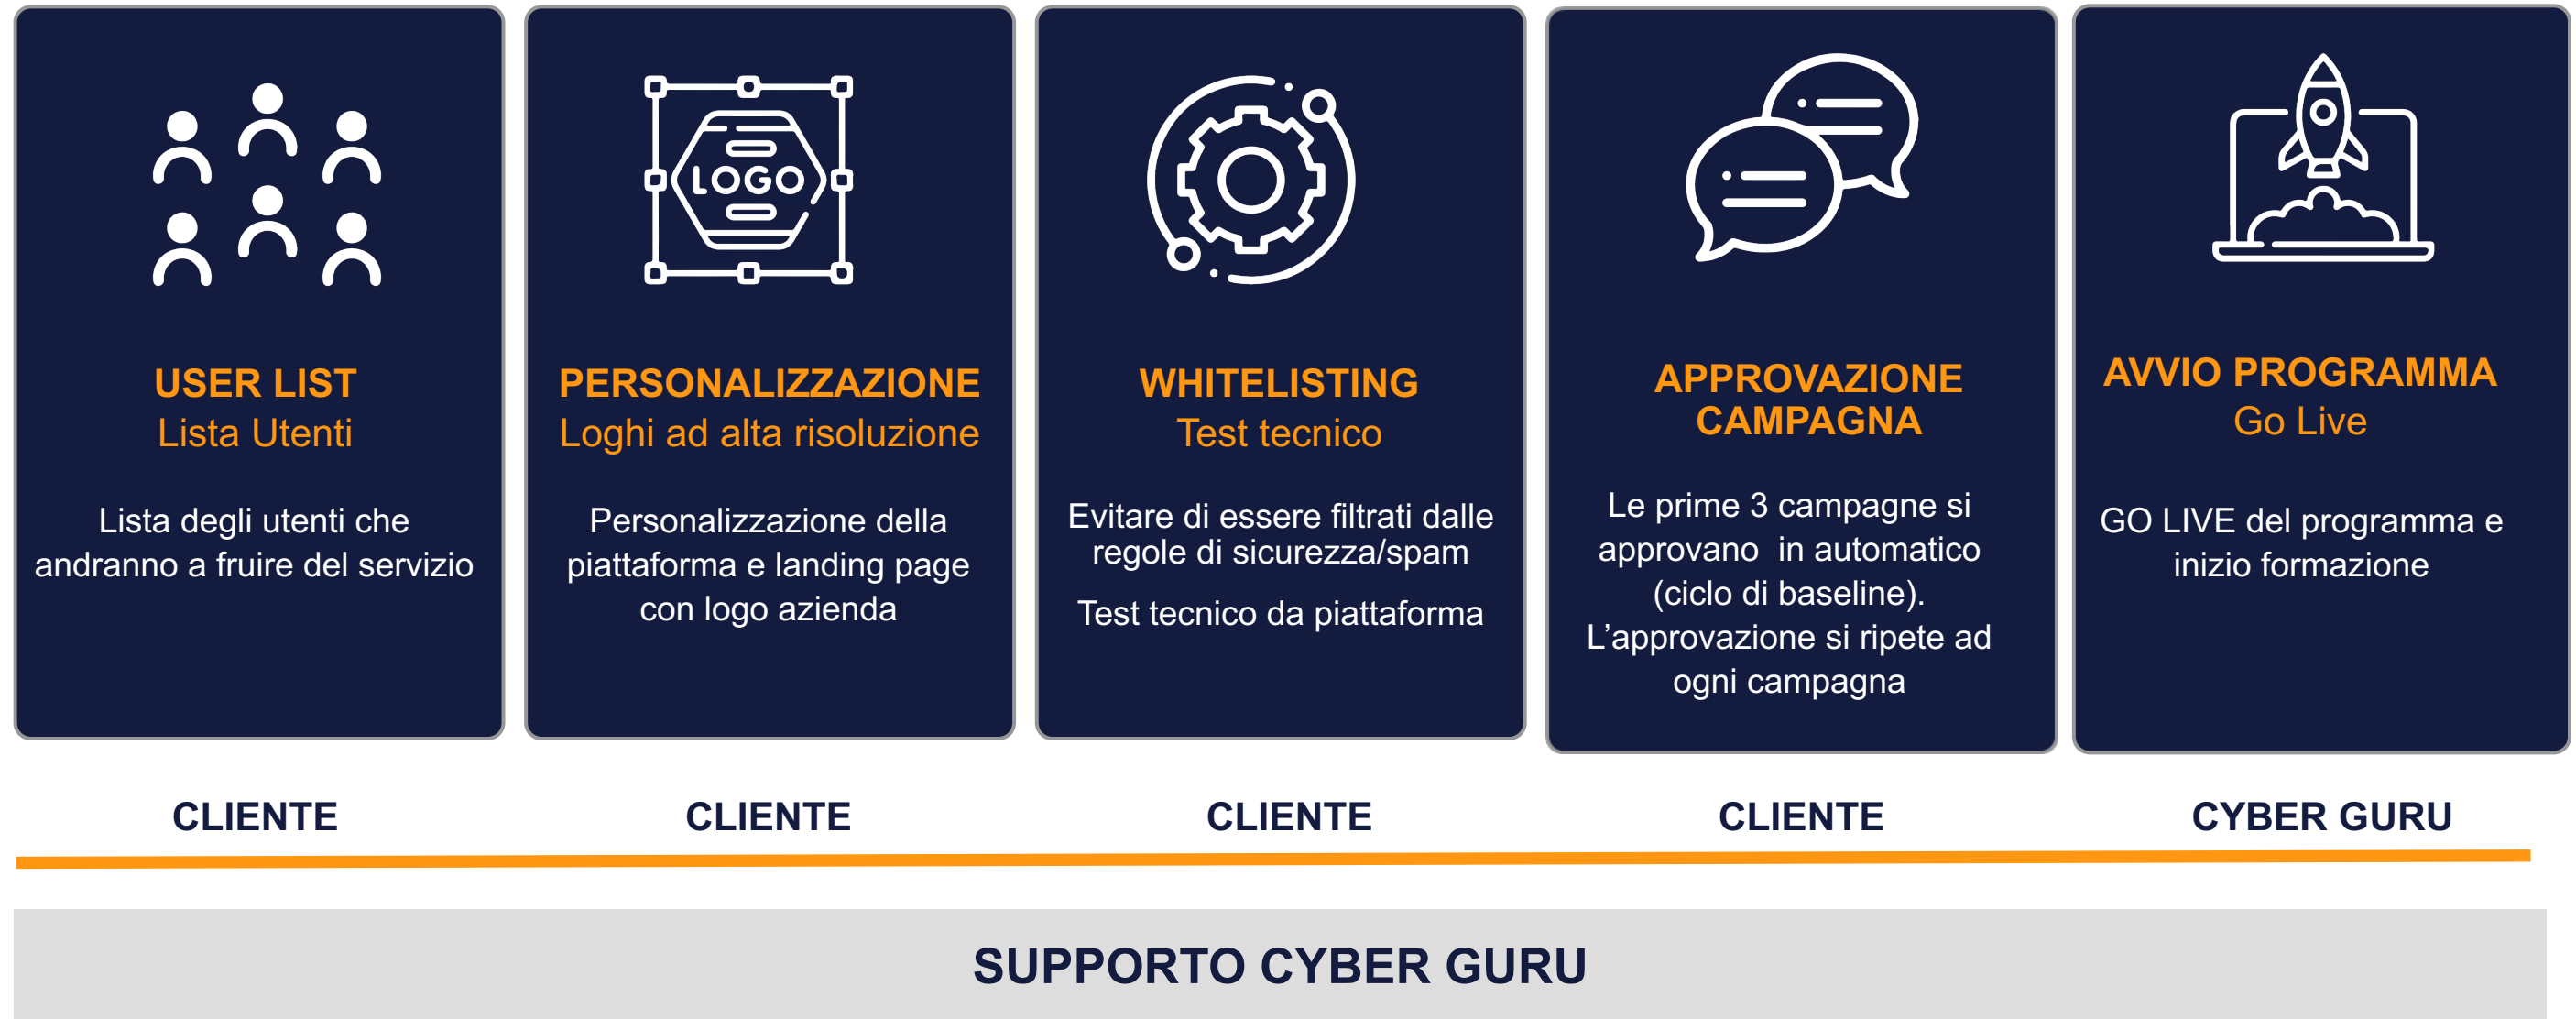 LOGO
USER LIST
Lista Utenti
Lista degli utenti che
andranno a fruire del servizio
PERSONALIZZAZIONE
Loghi ad alta risoluzione
Personalizzazione della
piattaforma e landing page
con logo azienda
WHITELISTING
Test tecnico
Evitare di essere filtrati dalle
regole di sicurezza/spam
Test tecnico da piattaforma
APPROVAZIONE
CAMPAGNA
Le prime 3 campagne si
approvano in automatico
(ciclo di baseline).
L’approvazione si ripete ad
ogni campagna
AVVIO PROGRAMMA
Go Live
GO LIVE del programma e
inizio formazione
CLIENTE
CLIENTE
CLIENTE
CLIENTE
CYBER GURU
SUPPORTO CYBER GURU